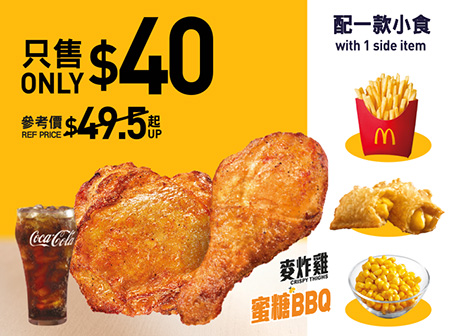 只售
ONLY
$40
參考價
REF PRICE
$49.5
起
UP
配一款小食
with 1 side item
Coca-Cola
麥炸雞
CRISPY THIGHS
蜜糖BBQ